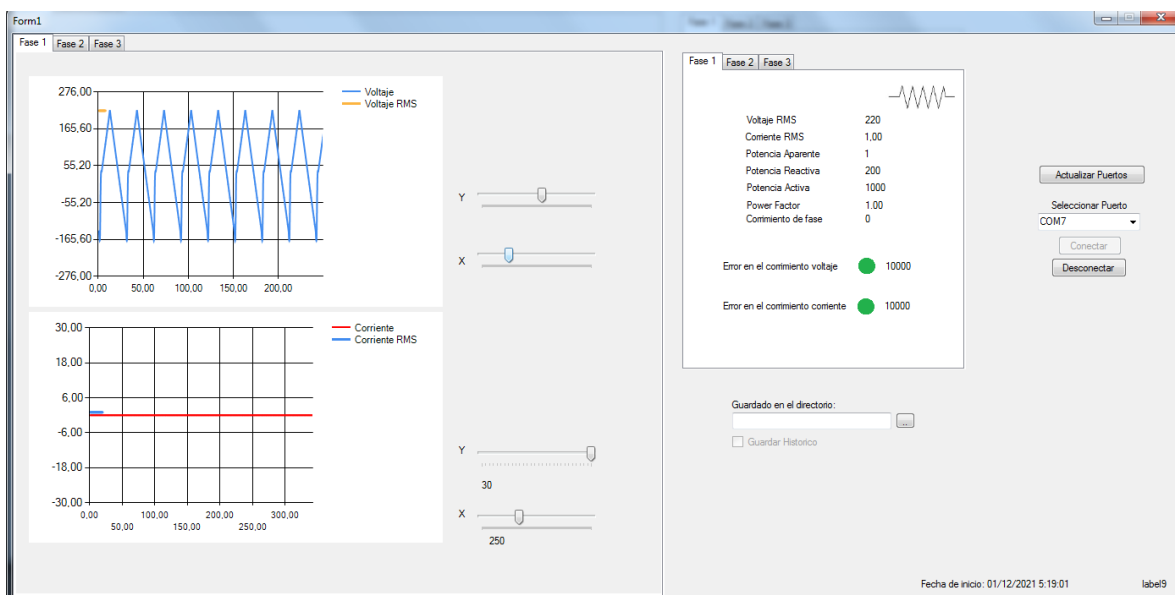 Form1
Fase 1 Fase 2 Fase 3
Voltaje
Voltaje RMS
276,00
165,60
55,20
-55,20
-165,60
-276,00
0,00 50,00 100,00 150,00 200,00
Y
X
Corriente
Corriente RMS
30,00
18,00
6,00
-6,00
-18,00
-30,00
0,00 100,00 200,00 300,00
50,00 150,00 250,00
Y
30
X
250
Fase 1 Fase 2 Fase 3
Voltaje RMS 220
Corriente RMS 1,00
Potencia Aparente 1
Potencia Reactiva 200
Potencia Activa 1000
Power Factor 1.00
Corrimiento de fase 0
Error en el corrimiento voltaje 10000
Error en el corrimiento corriente 10000
Guardado en el directorio:
..
Guardar Historico
Actualizar Puertos
Seleccionar Puerto
COM7
Conectar
Desconectar
Fecha de inicio: 01/12/2021 5:19:01 label9